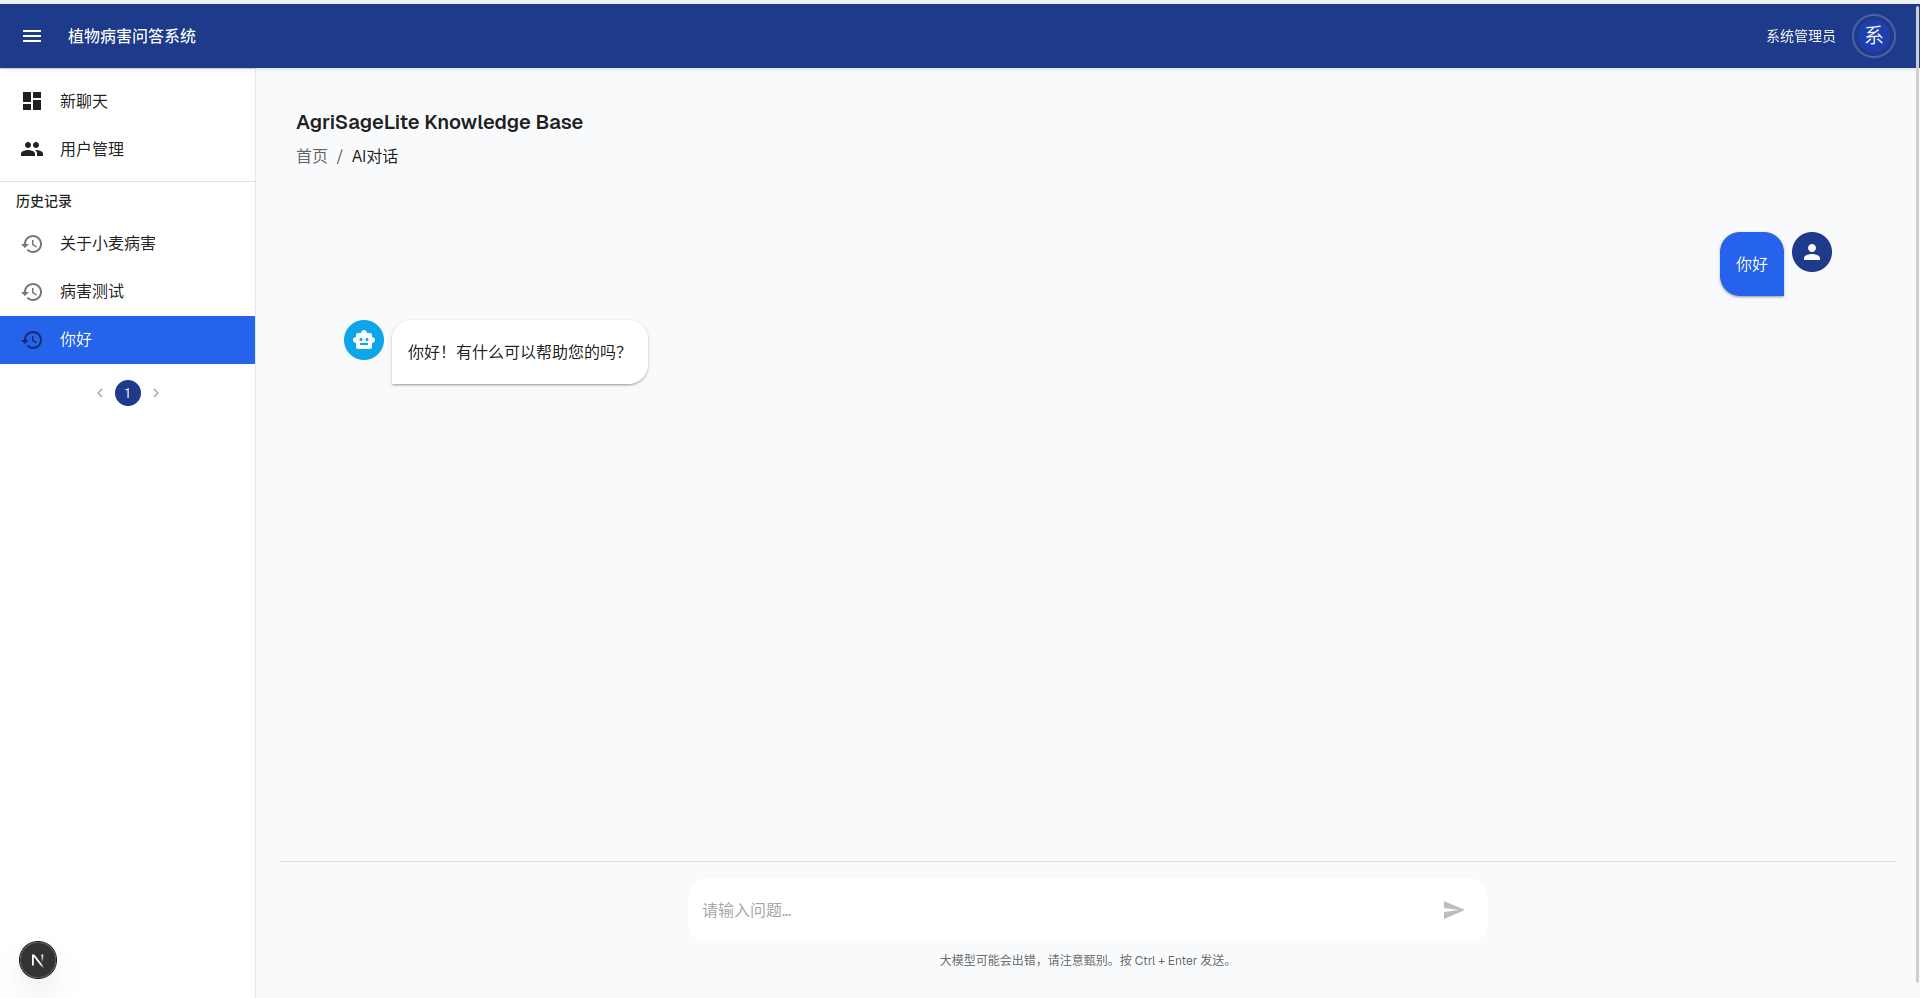 植物病害问答系统
系统管理员
系
新聊天
用户管理
历史记录
关于小麦病害
病害测试
你好
1
AgriSageLite Knowledge Base
首页 / AI对话
你好
你好！有什么可以帮助您的吗？
请输入问题...
大模型可能会出错，请注意甄别。按 Ctrl + Enter 发送。
N